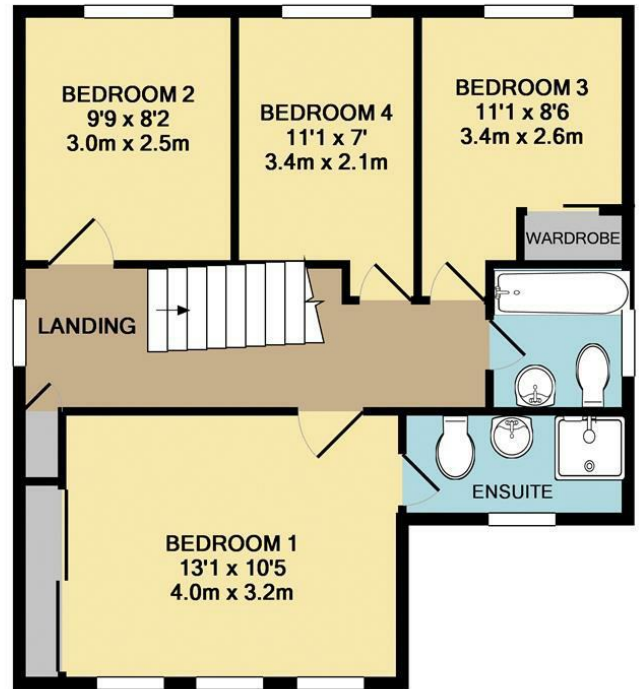 BEDROOM 2
9'9 x 8'2
3.0m x 2.5m
BEDROOM 4
11'1 x 7'
3.4m x 2.1m
BEDROOM 3
11'1 x 8'6
3.4m x 2.6m
WARDROBE
LANDING
ENSUITE
BEDROOM 1
13'1 x 10'5
4.0m x 3.2m